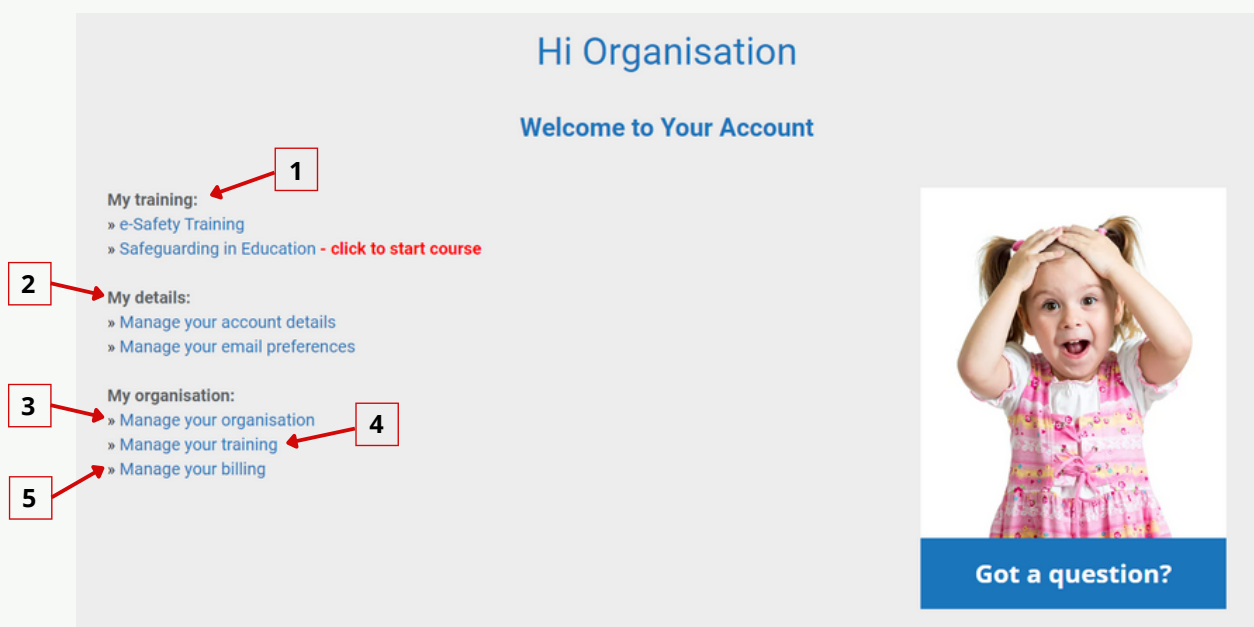 Hi Organisation
Welcome to Your Account
1
My training:
» e-Safety Training
» Safeguarding in Education - click to start course
2
My details:
» Manage your account details
» Manage your email preferences
My organisation:
3
» Manage your organisation
4
» Manage your training
» Manage your billing
5
Got a question?